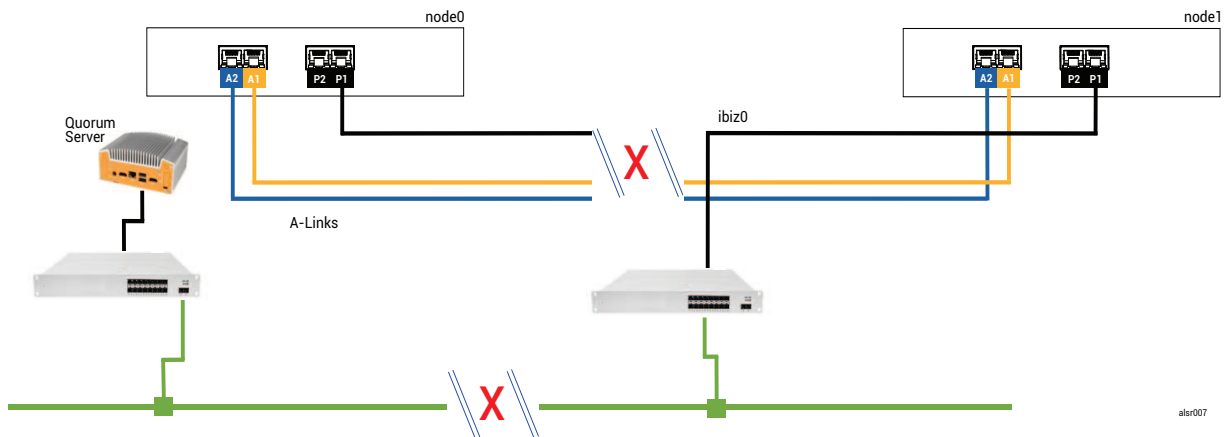 node0
node1
A2 A1 P2 P1
A2 A1 P2 P1
Quorum
Server
ibiz0
X
A-Links
X
alsr007